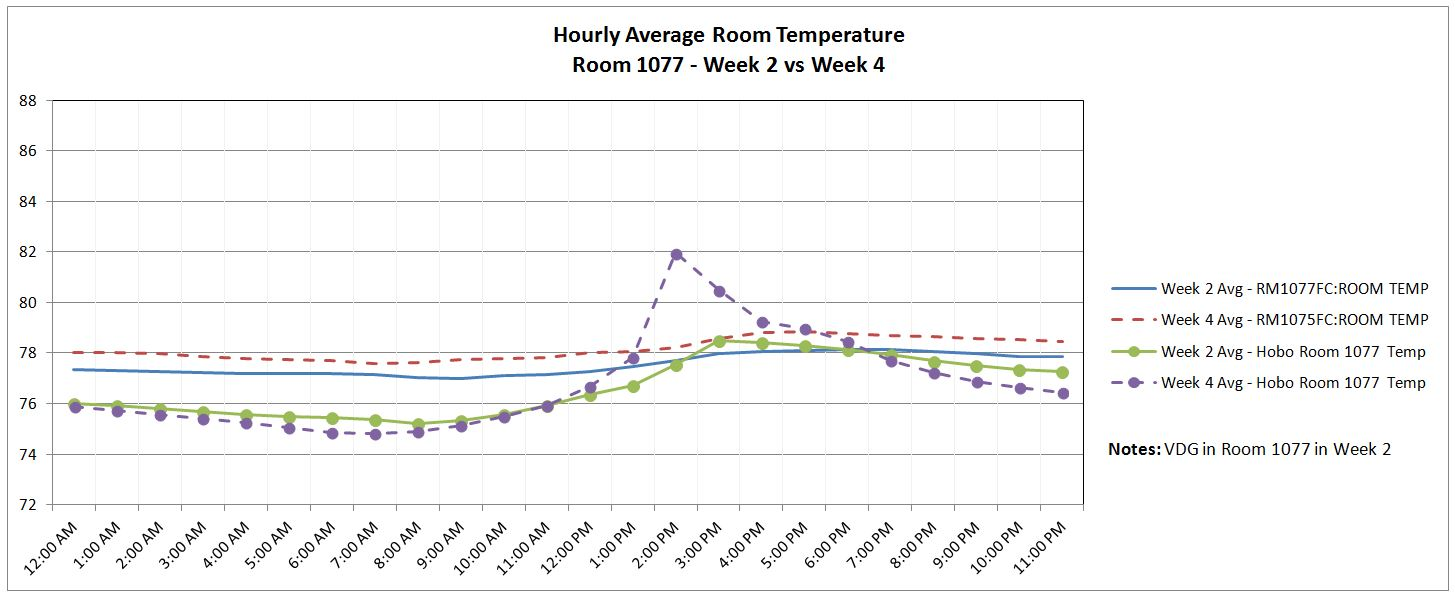 Hourly Average Room Temperature
Room 1077 - Week 2 vs Week 4
88
86
84
82
80
78
76
74
72
12:00 AM
1:00 AM
2:00 AM
3:00 AM
4:00 AM
5:00 AM
6:00 AM
7:00 AM
8:00 AM
9:00 AM
10:00 AM
11:00 AM
12:00 PM
1:00 PM
2:00 PM
3:00 PM
4:00 PM
5:00 PM
6:00 PM
7:00 PM
8:00 PM
9:00 PM
10:00 PM
11:00 PM
Week 2 Avg - RM1077FC:ROOM TEMP
Week 4 Avg - RM1075FC:ROOM TEMP
Week 2 Avg - Hobo Room 1077 Temp
Week 4 Avg - Hobo Room 1077 Temp
Notes: VDG in Room 1077 in Week 2